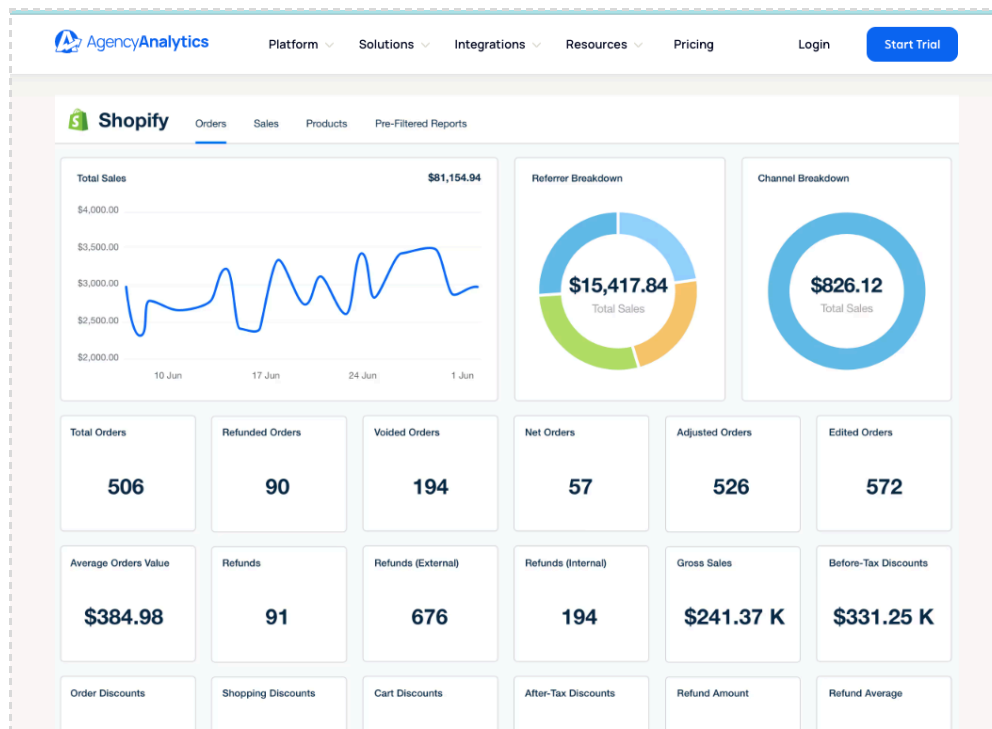 AgencyAnalytics Platform Solutions Integrations Resources Pricing Login Start Trial
Shopify Orders Sales Products Pre-Filtered Reports
Total Sales $81,154.94
$4,000.00
$3,500.00
$3,000.00
$2,500.00
$2,000.00
10 Jun 17 Jun 24 Jun 1 Jun
Referrer Breakdown
$15,417.84
Total Sales
Channel Breakdown
$826.12
Total Sales
Total Orders Refunded Orders Voided Orders Net Orders Adjusted Orders Edited Orders
506 90 194 57 526 572
Average Orders Value Refunds Refunds (External) Refunds (Internal) Gross Sales Before-Tax Discounts
$384.98 91 676 194 $241.37 K $331.25 K
Order Discounts Shopping Discounts Cart Discounts After-Tax Discounts Refund Amount Refund Average